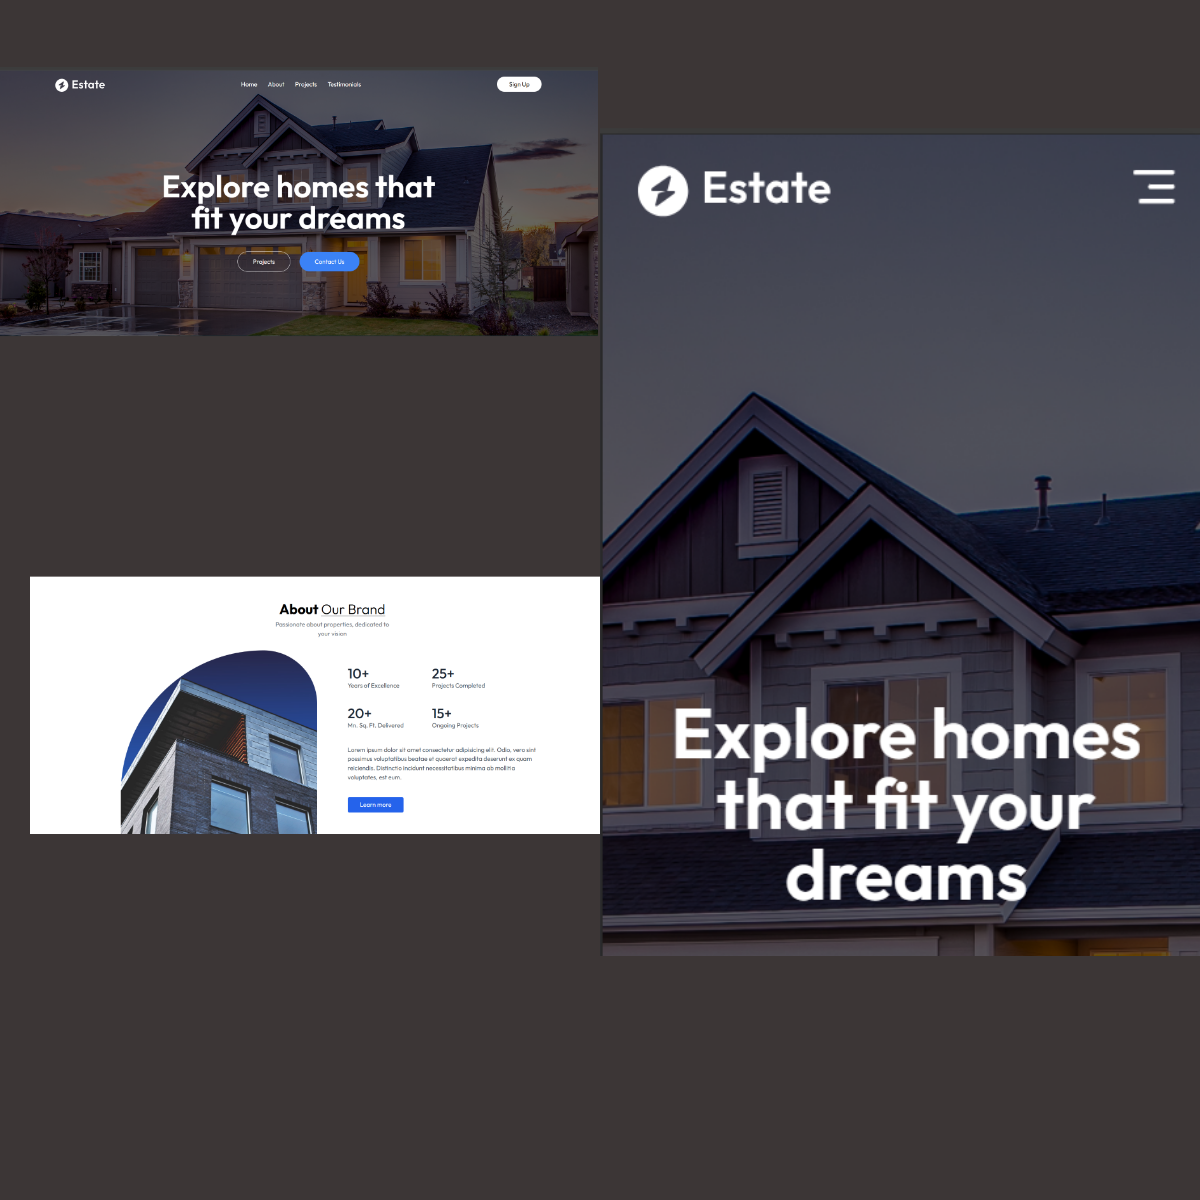 Estate
Home About Projects Testimonials
Sign Up
Explore homes that
fit your dreams
Projects
Contact Us
About Our Brand
Passionate about properties, dedicated to
your vision
10+
Years of Excellence
25+
Projects Completed
20+
Mn. Sq. Ft. Delivered
15+
Ongoing Projects
Lorem ipsum dolor sit amet consectetur adipisicing elit. Odio, vero sint
possimus voluptatibus beatae et quaerat expedita deserunt ex quam
reiciendis. Distinctio incidunt necessitatibus minima ab mollitia
voluptates, est eum.
Learn more
Estate
Explore homes
that fit your
dreams